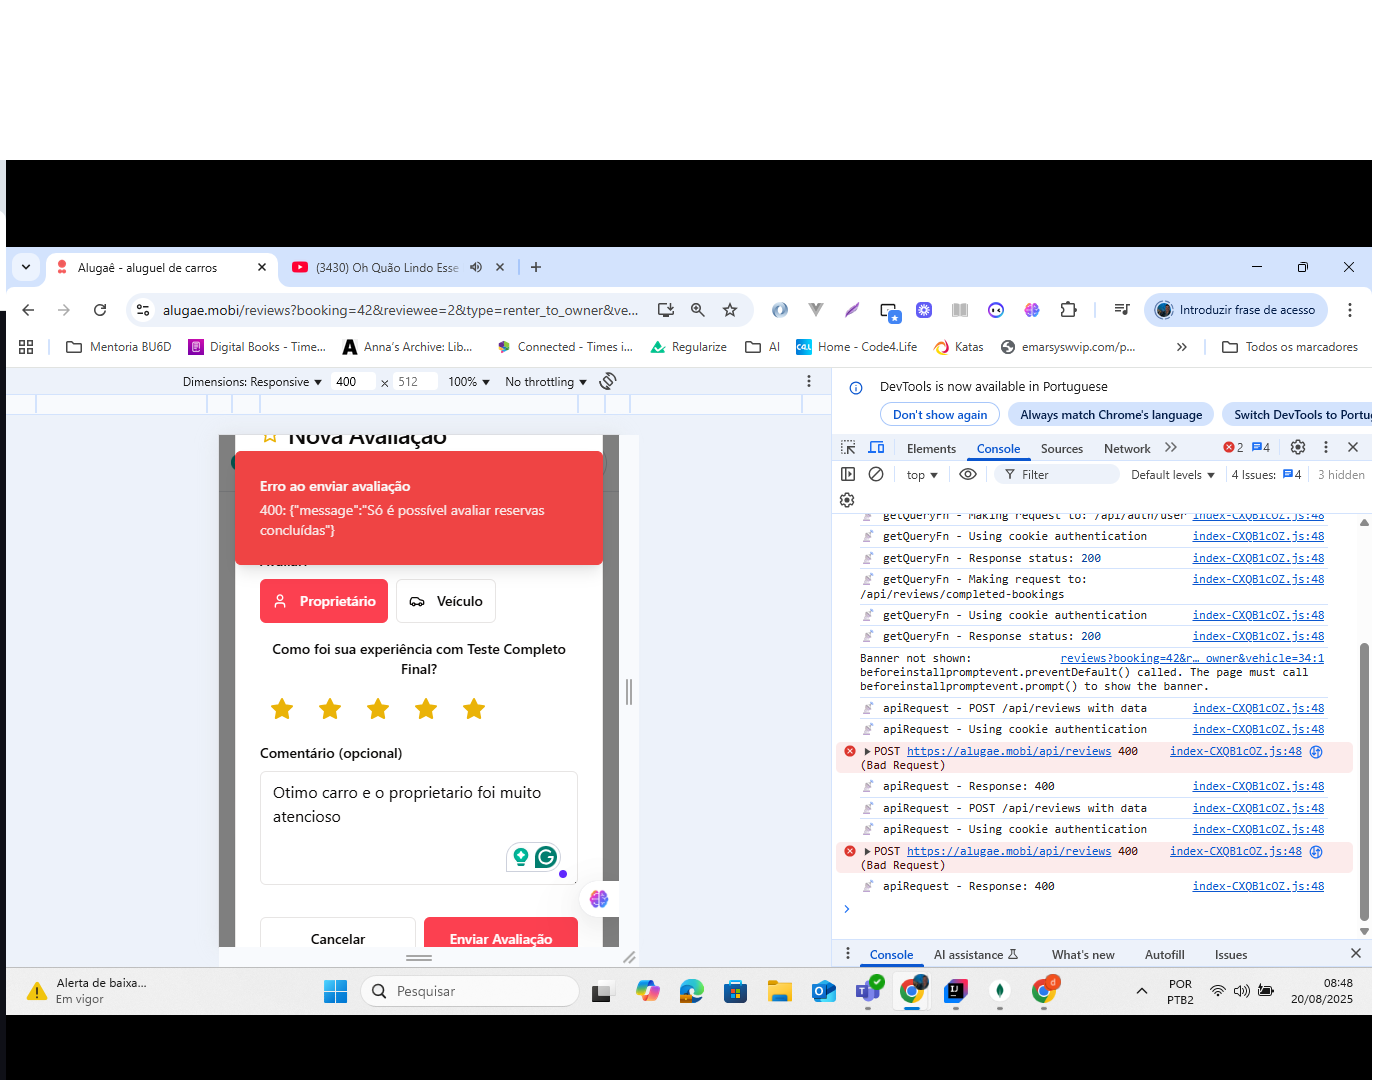 Alugaê - aluguel de carros
(3430) Oh Quão Lindo Esse
alugae.mobi/reviews?booking=42&reviewee=2&type=renter_to_owner&ve...
Introduzir frase de acesso
Mentoria BU6D
Digital Books - Time...
Anna's Archive: Lib...
Connected - Times i...
Regularize
AI
Home - Code4.Life
Katas
emarsyswvip.com/p...
Todos os marcadores
Dimensions: Responsive
400
×
512
100%
No throttling
Nova Avaliação
Erro ao enviar avaliação
400: {"message":"Só é possível avaliar reservas
concluídas"}
Proprietário
Veículo
Como foi sua experiência com Teste Completo
Final?
Comentário (opcional)
Otimo carro e o proprietario foi muito
atencioso
Cancelar
Enviar Avaliação
DevTools is now available in Portuguese
Don't show again
Always match Chrome's language
Switch DevTools to Portu
Elements
Console
Sources
Network
2
4
top
Filter
Default levels
4 Issues:
4
3 hidden
getQueryFn - Making request to: /api/auth/user index-CXQB1cOZ.js:48
getQueryFn - Using cookie authentication index-CXQB1cOZ.js:48
getQueryFn - Response status: 200 index-CXQB1cOZ.js:48
getQueryFn - Making request to: index-CXQB1cOZ.js:48
/api/reviews/completed-bookings
getQueryFn - Using cookie authentication index-CXQB1cOZ.js:48
getQueryFn - Response status: 200 index-CXQB1cOZ.js:48
Banner not shown: reviews?booking=42&r… owner&vehicle=34:1
beforeinstallpromptevent.preventDefault() called. The page must call
beforeinstallpromptevent.prompt() to show the banner.
apiRequest - POST /api/reviews with data index-CXQB1cOZ.js:48
apiRequest - Using cookie authentication index-CXQB1cOZ.js:48
POST https://alugae.mobi/api/reviews 400 index-CXQB1cOZ.js:48
(Bad Request)
apiRequest - Response: 400 index-CXQB1cOZ.js:48
apiRequest - POST /api/reviews with data index-CXQB1cOZ.js:48
apiRequest - Using cookie authentication index-CXQB1cOZ.js:48
POST https://alugae.mobi/api/reviews 400 index-CXQB1cOZ.js:48
(Bad Request)
apiRequest - Response: 400 index-CXQB1cOZ.js:48
Console
AI assistance
What's new
Autofill
Issues
Alerta de baixa...
Em vigor
Pesquisar
POR
PTB2
08:48
20/08/2025